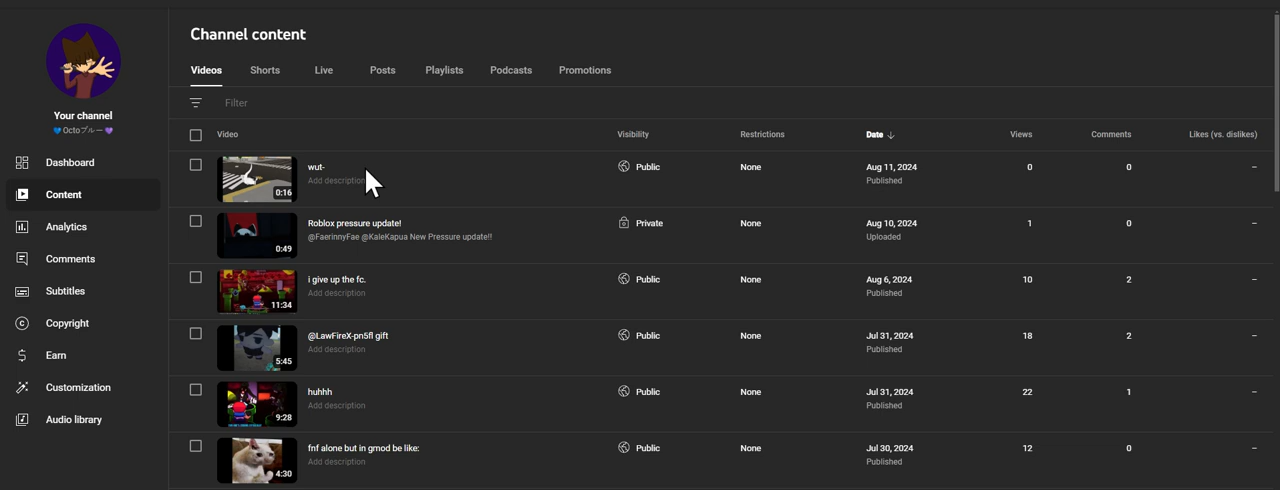 Your channel
💙Octoブルー💜
Dashboard
Content
Analytics
Comments
Subtitles
Copyright
Earn
Customization
Audio library
Channel content
Videos Shorts Live Posts Playlists Podcasts Promotions
Filter
Video Visibility Restrictions Date ↓ Views Comments Likes (vs. dislikes)
wut- Public None Aug 11, 2024 0 0 –
Add description Published
0:16
Roblox pressure update! Private None Aug 10, 2024 1 0 –
@FaerinnyFae @KaleKapua New Pressure update!! Uploaded
0:49
i give up the fc. Public None Aug 6, 2024 10 2 –
Add description Published
11:34
@LawFireX-pn5fl gift Public None Jul 31, 2024 18 2 –
Add description Published
5:45
huhhh Public None Jul 31, 2024 22 1 –
Add description Published
9:28
fnf alone but in gmod be like: Public None Jul 30, 2024 12 0 –
Add description Published
4:30